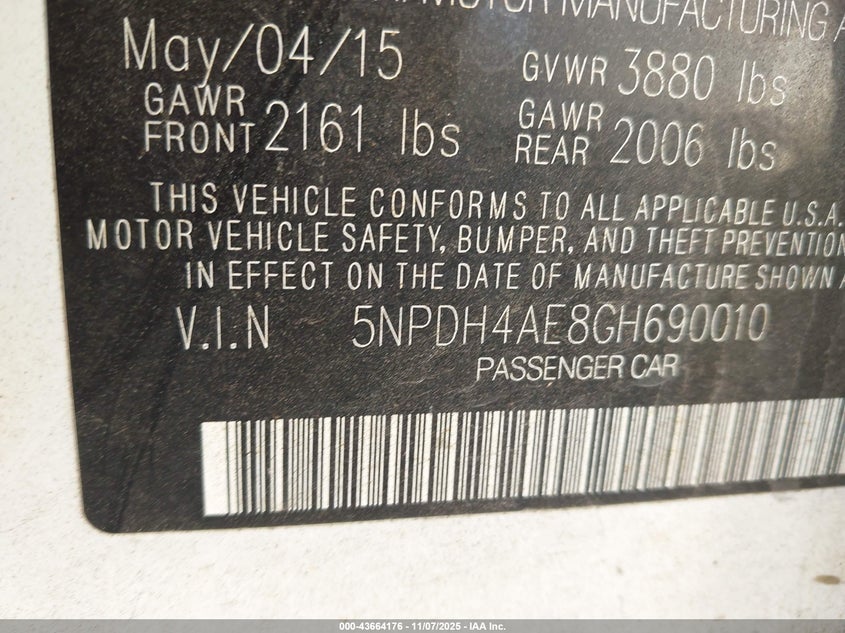 MOTOR MANUFACTURING
May/04/15 GVWR 3880 lbs
GAWR FRONT 2161 lbs GAWR REAR 2006 lbs
THIS VEHICLE CONFORMS TO ALL APPLICABLE U.S.A.
MOTOR VEHICLE SAFETY, BUMPER, AND THEFT PREVENTION
IN EFFECT ON THE DATE OF MANUFACTURE SHOWN
V.I.N 5NPDH4AE8GH690010
PASSENGER CAR
000-43664176 - 11/07/2025 - IAA Inc.